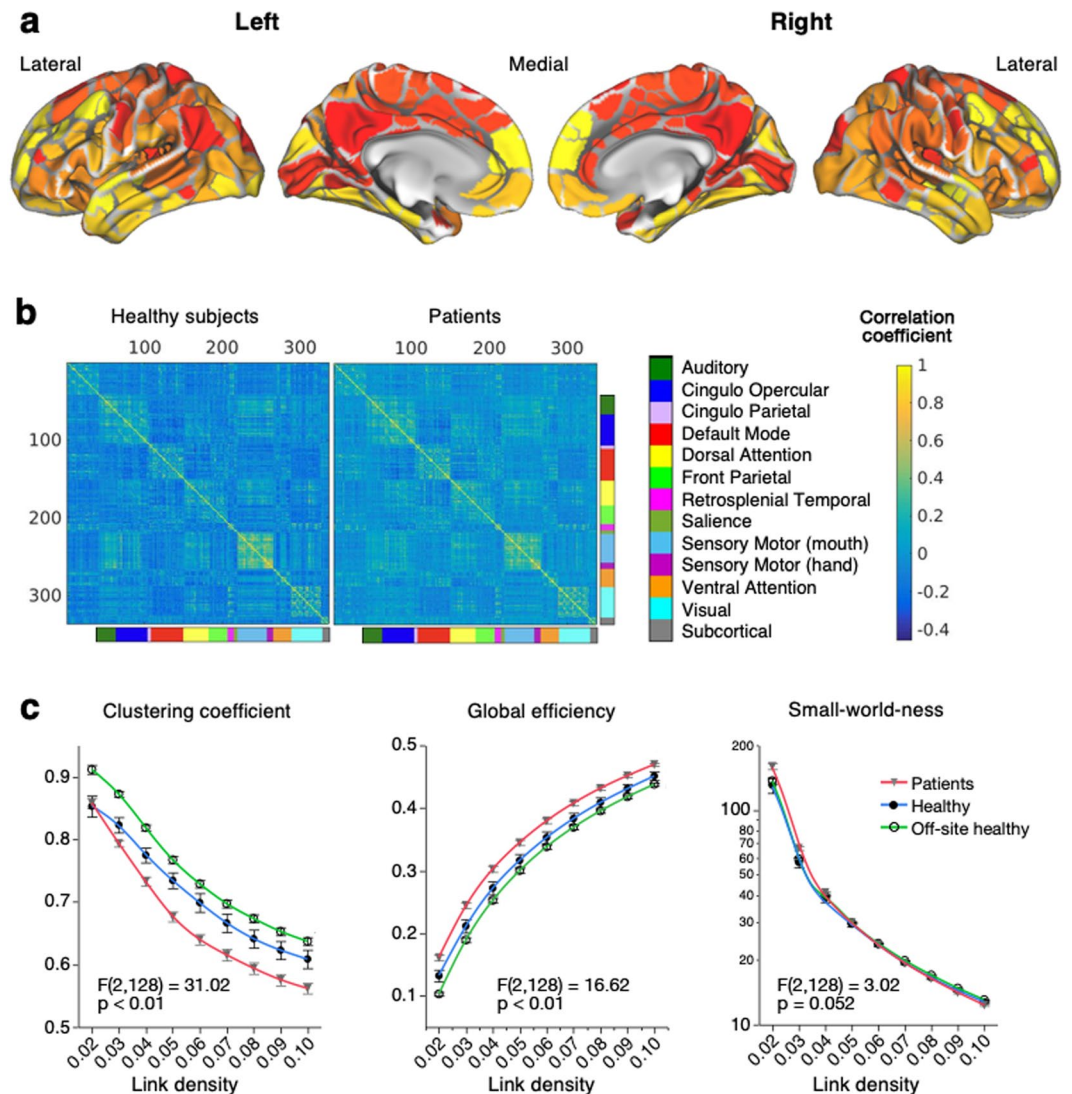 a
Left
Right
Lateral
Medial
Lateral
b
Healthy subjects
Patients
100 200 300
100 200 300
100
200
300
Auditory
Cingulo Opercular
Cingulo Parietal
Default Mode
Dorsal Attention
Front Parietal
Retrosplenial Temporal
Salience
Sensory Motor (mouth)
Sensory Motor (hand)
Ventral Attention
Visual
Subcortical
Correlation
coefficient
1
0.8
0.6
0.4
0.2
0
-0.2
-0.4
c
Clustering coefficient
0.9
0.8
0.7
0.6
0.5
F(2,128) = 31.02
p < 0.01
0.02 0.03 0.04 0.05 0.06 0.07 0.08 0.09 0.10
Link density
Global efficiency
0.5
0.4
0.3
0.2
0.1
F(2,128) = 16.62
p < 0.01
0.02 0.03 0.04 0.05 0.06 0.07 0.08 0.09 0.10
Link density
Small-world-ness
200
100
80
70
60
50
40
30
20
10
Patients
Healthy
Off-site healthy
F(2,128) = 3.02
p = 0.052
0.02 0.03 0.04 0.05 0.06 0.07 0.08 0.09 0.10
Link density